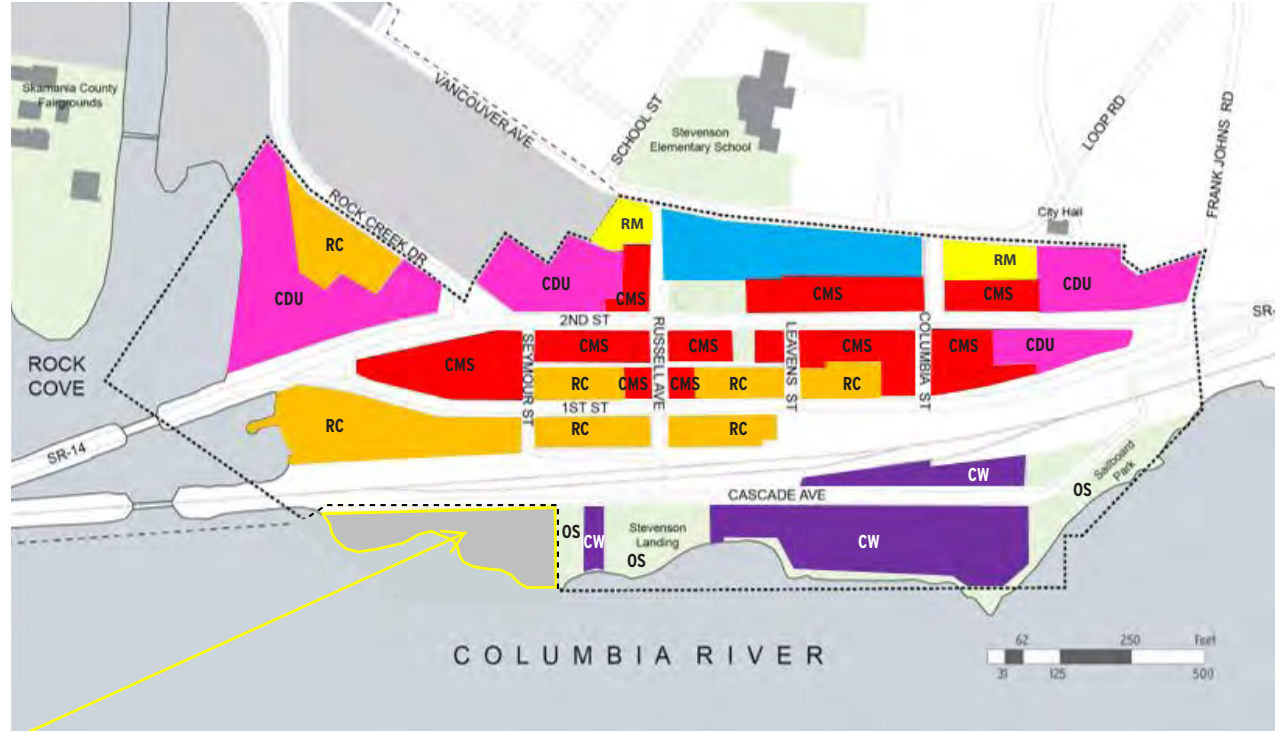 Skamania County
Fairgrounds
VANCOUVER AVE
SCHOOL ST
Stevenson
Elementary School
LOOP RD
FRANK JOHNS RD
City Hall
ROCK CREEK DR
RC
RM
RM
CDU
CDU
CMS
CMS
CMS
CDU
2ND ST
ROCK
COVE
CMS
SEYMOUR ST
CMS
RUSSELL AVE
CMS
LEAVENS ST
CMS
COLUMBIA ST
CMS
CDU
SR-
RC
CMS
CMS
RC
RC
1ST ST
RC
RC
RC
SR-14
CW
Sailboard
Park
OS
CASCADE AVE
OS
CW
Stevenson
Landing
OS
CW
COLUMBIA RIVER
62
250
Feet
31
125
500